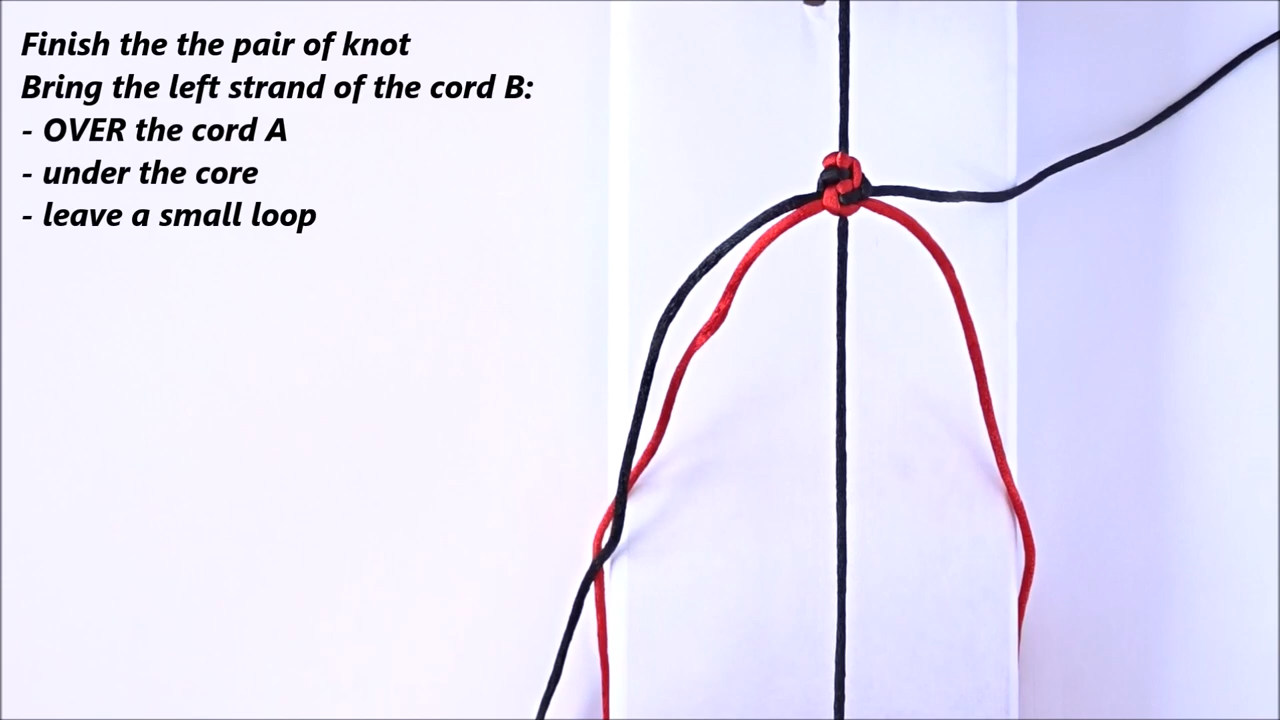 Finish the the pair of knot
Bring the left strand of the cord B:
- OVER the cord A
- under the core
- leave a small loop